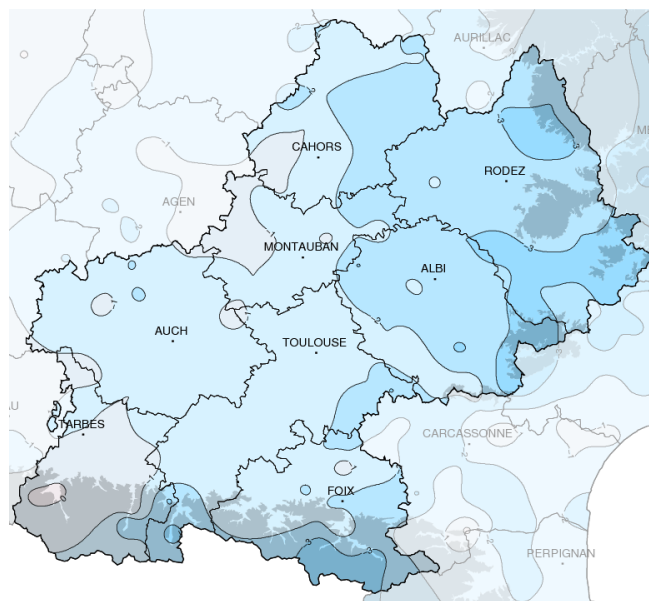 AURILLAC
CAHORS
RODEZ
AGEN
MONTAUBAN
ALBI
AUCH
TOULOUSE
TARBES
CARCASSONNE
FOIX
PERPIGNAN